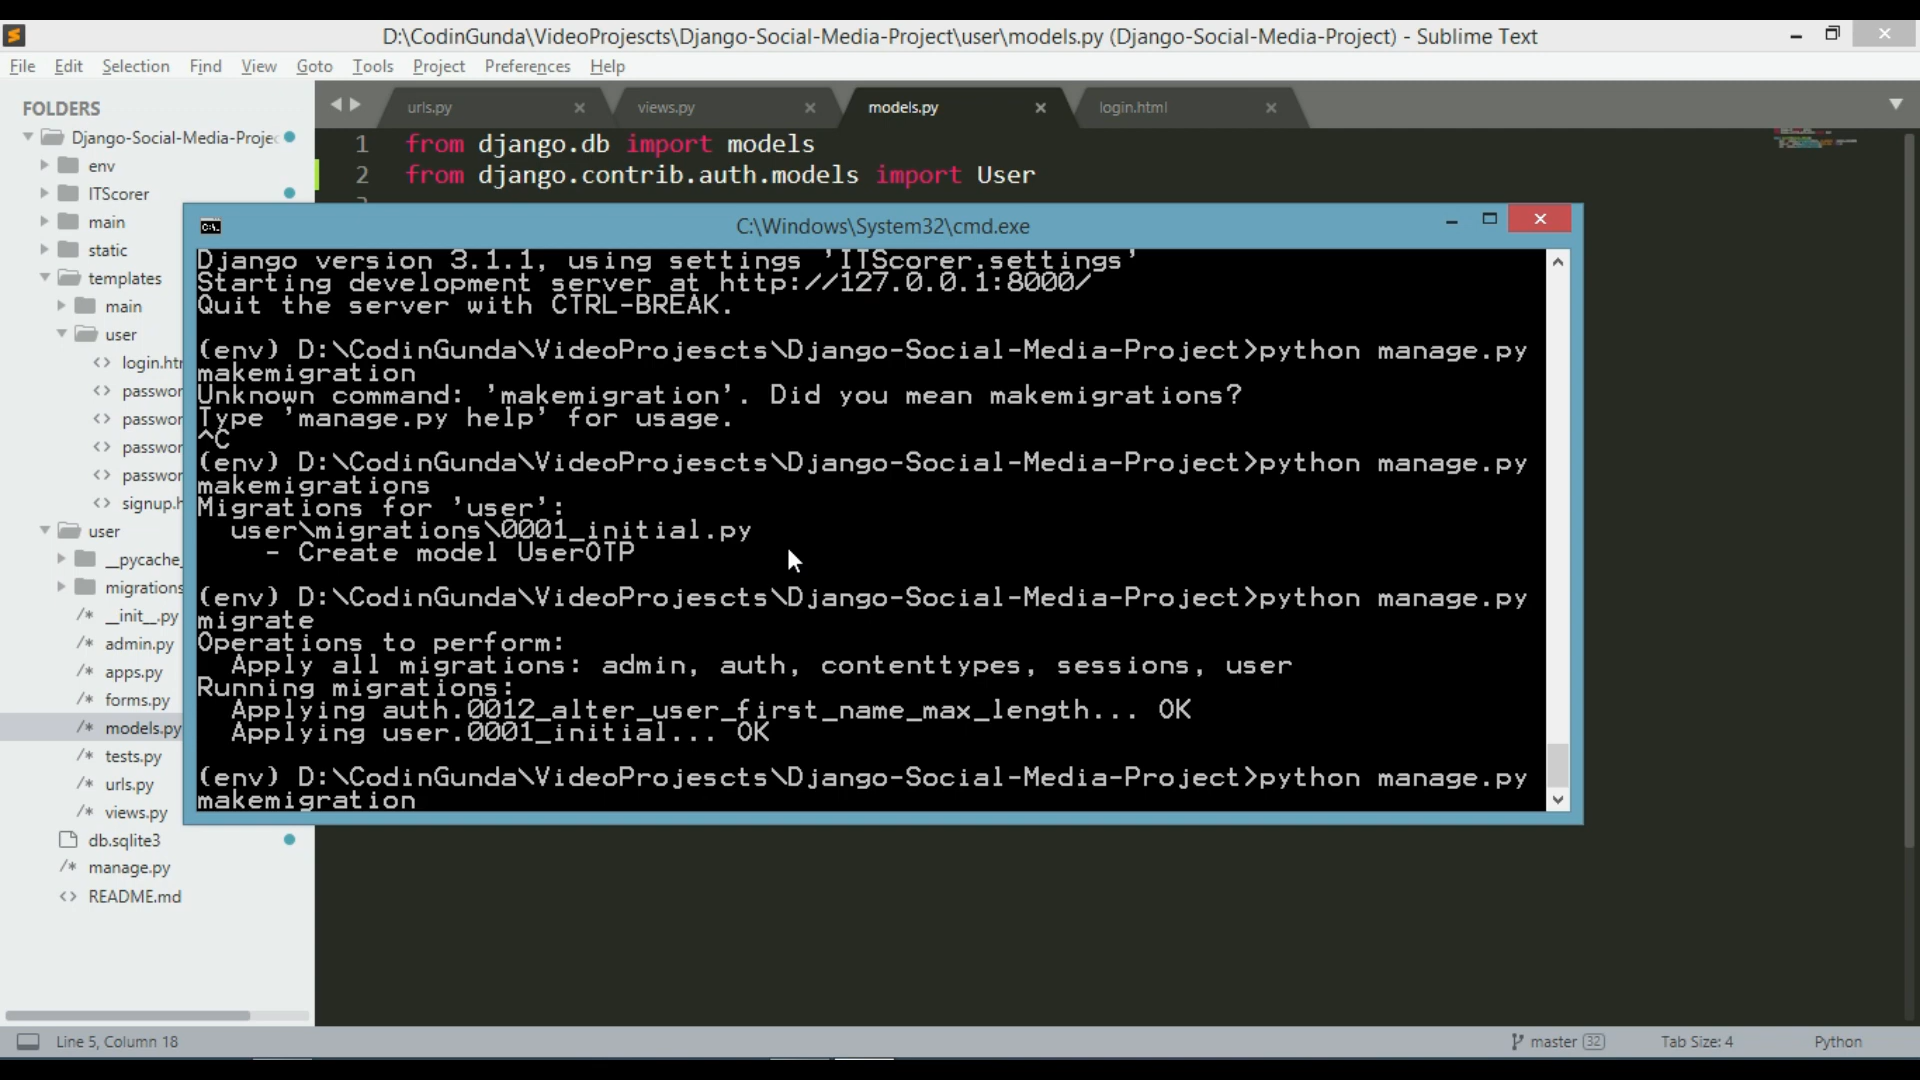 D:\CodinGunda\VideoProjescts\Django-Social-Media-Project\user\models.py (Django-Social-Media-Project) - Sublime Text
File Edit Selection Find View Goto Tools Project Preferences Help
FOLDERS
Django-Social-Media-Projec
env
ITScorer
main
static
templates
main
user
login.htm
passwor
passwor
passwor
passwor
signup.h
user
__pycache_
migrations
/* __init__.py
/* admin.py
/* apps.py
/* forms.py
/* models.py
/* tests.py
/* urls.py
/* views.py
db.sqlite3
/* manage.py
<> README.md
urls.py × views.py × models.py × login.html ×
1 from django.db import models
2 from django.contrib.auth.models import User
C:\Windows\System32\cmd.exe
Django version 3.1.1, using settings 'ITScorer.settings'
Starting development server at http://127.0.0.1:8000/
Quit the server with CTRL-BREAK.
(env) D:\CodinGunda\VideoProjescts\Django-Social-Media-Project>python manage.py
makemigration
Unknown command: 'makemigration'. Did you mean makemigrations?
Type 'manage.py help' for usage.
^C
(env) D:\CodinGunda\VideoProjescts\Django-Social-Media-Project>python manage.py
makemigrations
Migrations for 'user':
user\migrations\0001_initial.py
- Create model UserOTP
(env) D:\CodinGunda\VideoProjescts\Django-Social-Media-Project>python manage.py
migrate
Operations to perform:
Apply all migrations: admin, auth, contenttypes, sessions, user
Running migrations:
Applying auth.0012_alter_user_first_name_max_length... OK
Applying user.0001_initial... OK
(env) D:\CodinGunda\VideoProjescts\Django-Social-Media-Project>python manage.py
makemigration
Line 5, Column 18 master 32 Tab Size: 4 Python